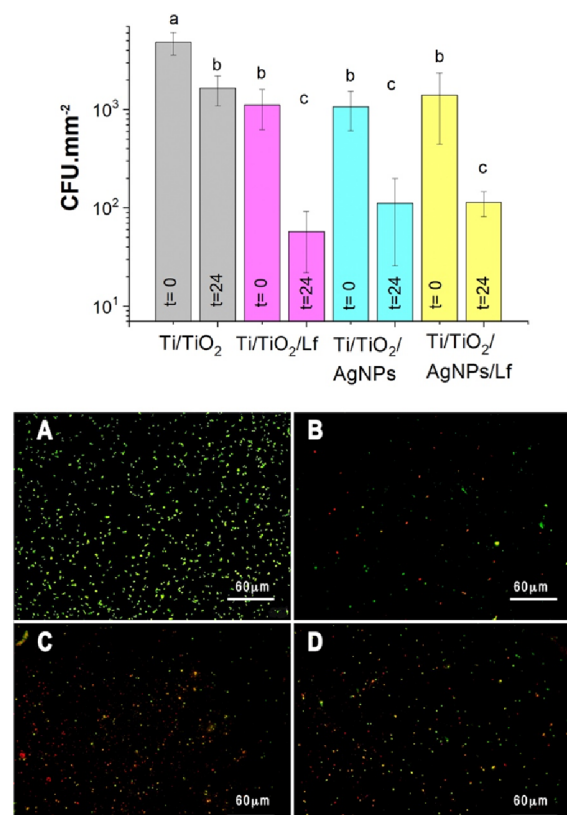 a
b
b
c
b
c
b
c
CFU.mm⁻²
10³
10²
10¹
t= 0
t=24
t= 0
t=24
t= 0
t=24
t= 0
t=24
Ti/TiO₂
Ti/TiO₂/Lf
Ti/TiO₂/
AgNPs
Ti/TiO₂/
AgNPs/Lf
A
60µm
B
60µm
C
60µm
D
60µm